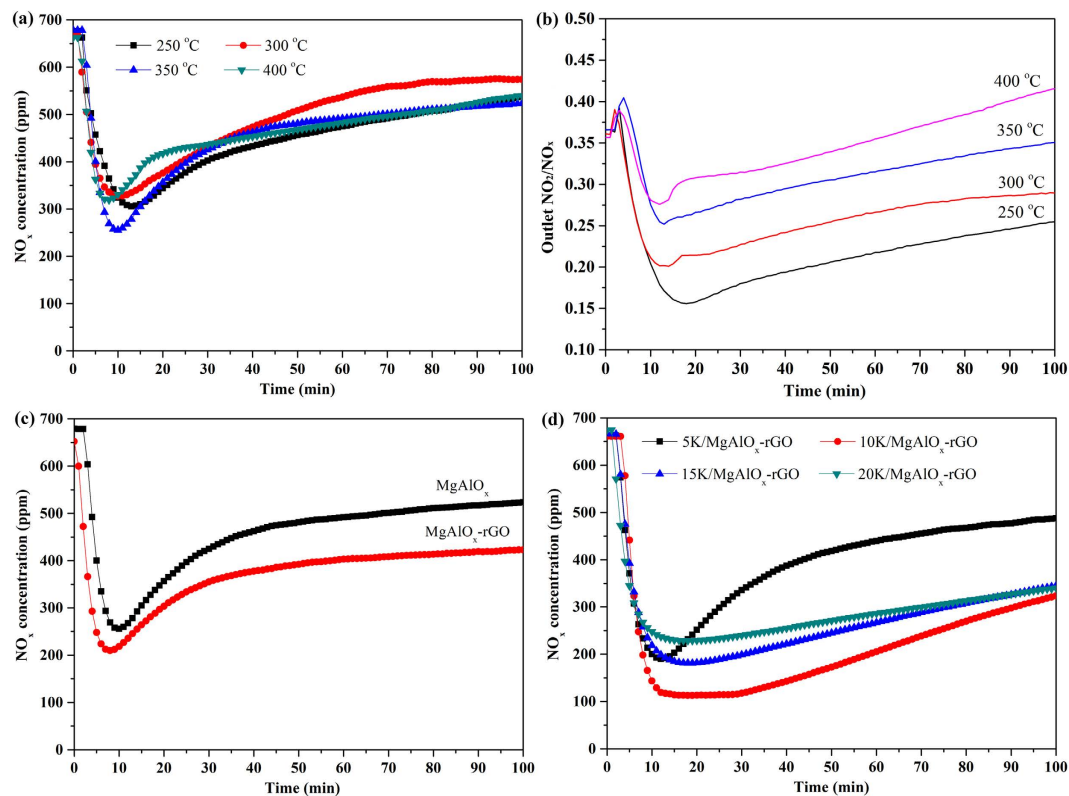 (a)
NOₓ concentration (ppm)
700
600
500
400
300
200
100
0
250 °C
300 °C
350 °C
400 °C
0 10 20 30 40 50 60 70 80 90 100
Time (min)
(b)
Outlet NO₂/NOₓ
0.50
0.45
0.40
0.35
0.30
0.25
0.20
0.15
0.10
400 °C
350 °C
300 °C
250 °C
0 10 20 30 40 50 60 70 80 90 100
Time (min)
(c)
NOₓ concentration (ppm)
700
600
500
400
300
200
100
0
MgAlOₓ
MgAlOₓ-rGO
0 10 20 30 40 50 60 70 80 90 100
Time (min)
(d)
NOₓ concentration (ppm)
700
600
500
400
300
200
100
0
5K/MgAlOₓ-rGO
10K/MgAlOₓ-rGO
15K/MgAlOₓ-rGO
20K/MgAlOₓ-rGO
0 10 20 30 40 50 60 70 80 90 100
Time (min)